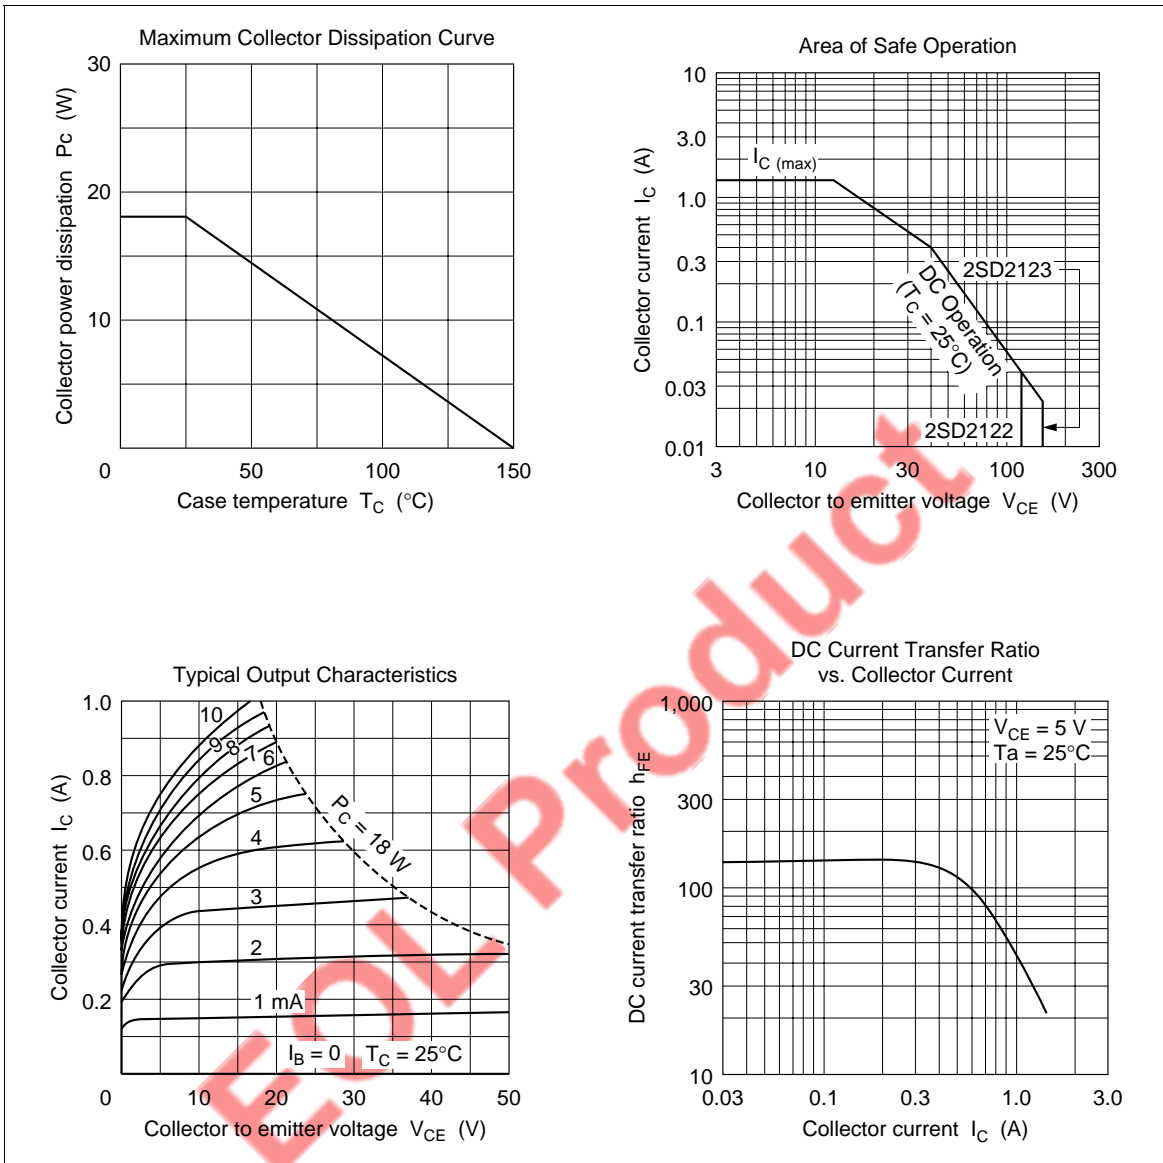 Maximum Collector Dissipation Curve
30
20
10
0
50
100
150
Collector power dissipation Pc (W)
Case temperature TC (°C)
Area of Safe Operation
10
3.0
1.0
0.3
0.1
0.03
0.01
3
10
30
100
300
Collector current IC (A)
Collector to emitter voltage VCE (V)
IC (max)
DC Operation
(TC = 25°C)
2SD2123
2SD2122
Typical Output Characteristics
1.0
0.8
0.6
0.4
0.2
0
10
20
30
40
50
Collector current IC (A)
Collector to emitter voltage VCE (V)
10
9
8
7
6
5
4
3
2
1 mA
IB = 0 TC = 25°C
PC = 18 W
DC Current Transfer Ratio
vs. Collector Current
1,000
300
100
30
10
0.03
0.1
0.3
1.0
3.0
DC current transfer ratio hFE
Collector current IC (A)
VCE = 5 V
Ta = 25°C
EOL Product